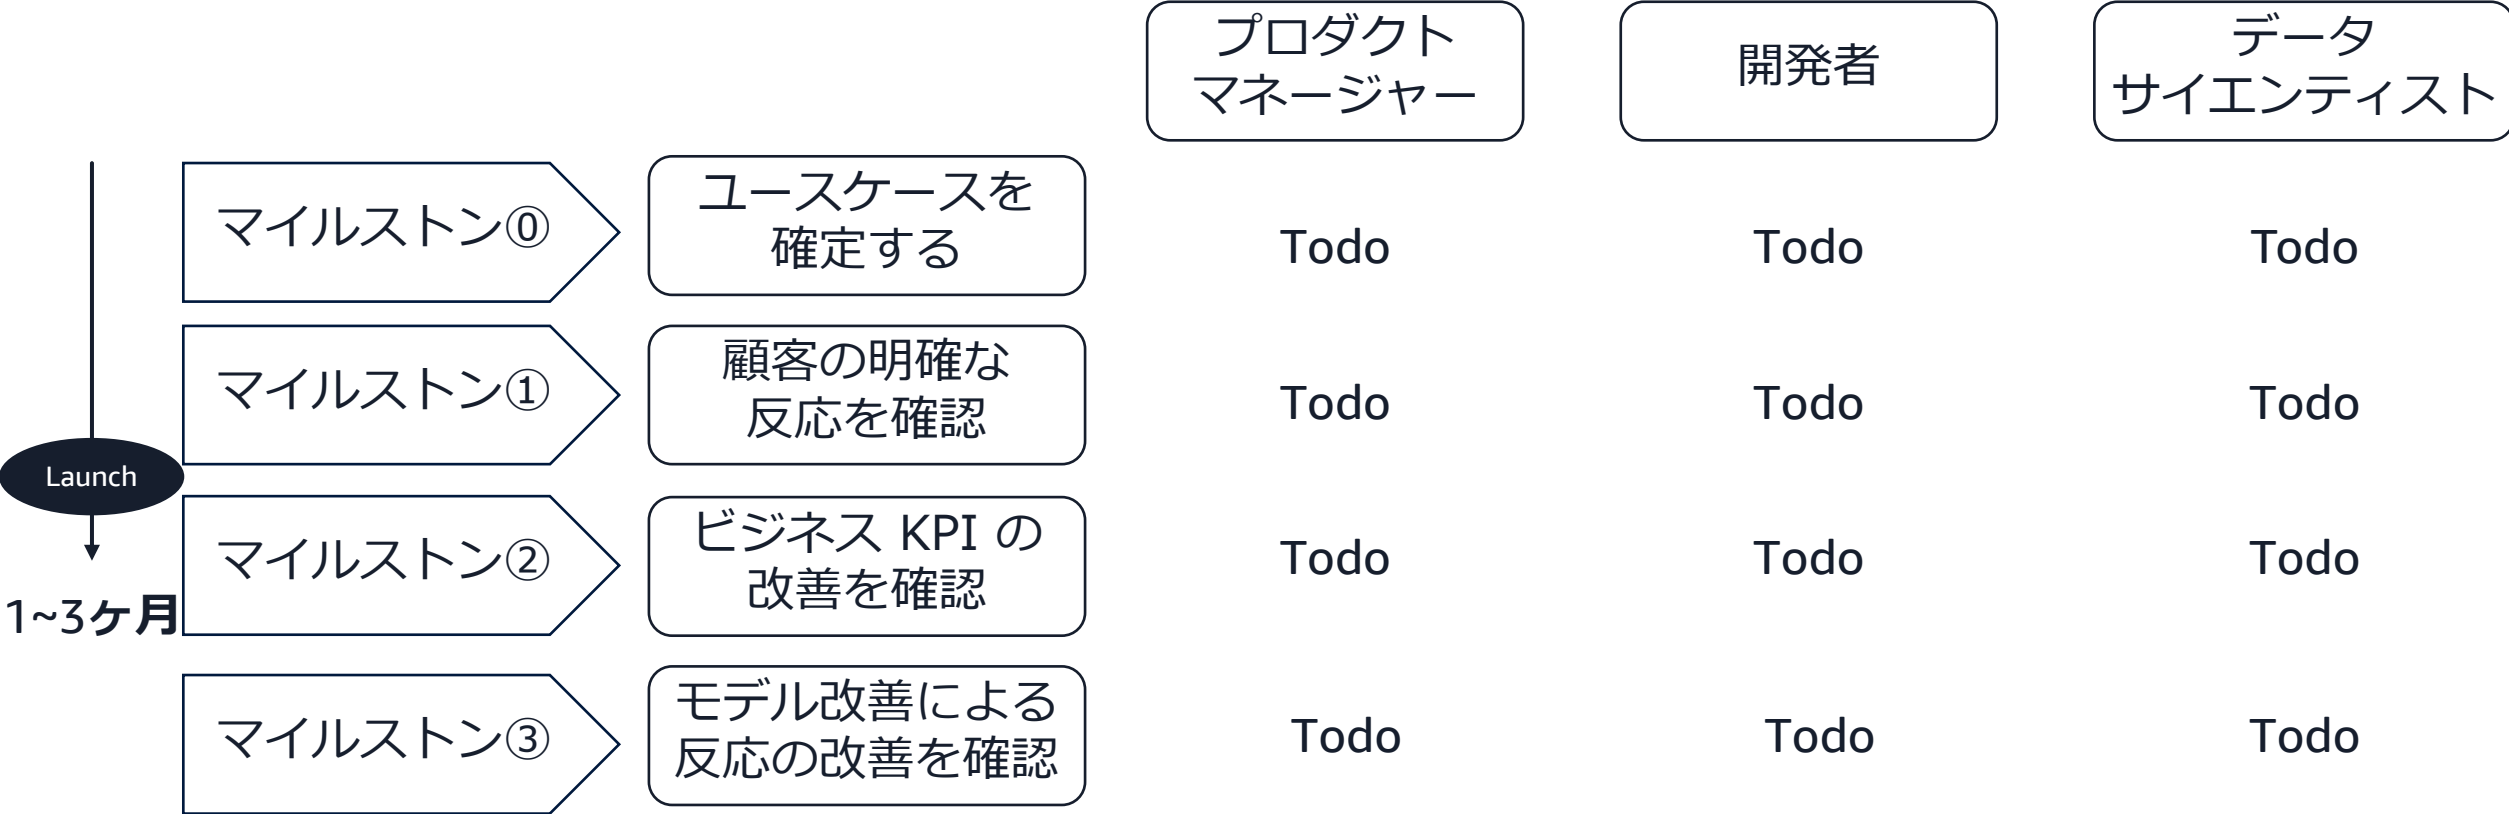 プロダクト
マネージャー
開発者
データ
サイエンティスト
マイルストン⓪
ユースケースを
確定する
Todo
Todo
Todo
マイルストン①
顧客の明確な
反応を確認
Todo
Todo
Todo
Launch
マイルストン②
ビジネス KPI の
改善を確認
Todo
Todo
Todo
1~3ヶ月
マイルストン③
モデル改善による
反応の改善を確認
Todo
Todo
Todo